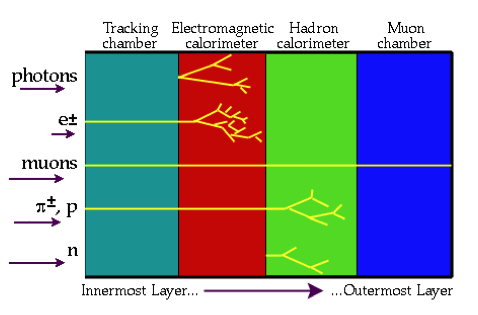 Tracking chamber
Electromagnetic calorimeter
Hadron calorimeter
Muon chamber
photons
e±
muons
π±, p
n
Innermost Layer...
...Outermost Layer